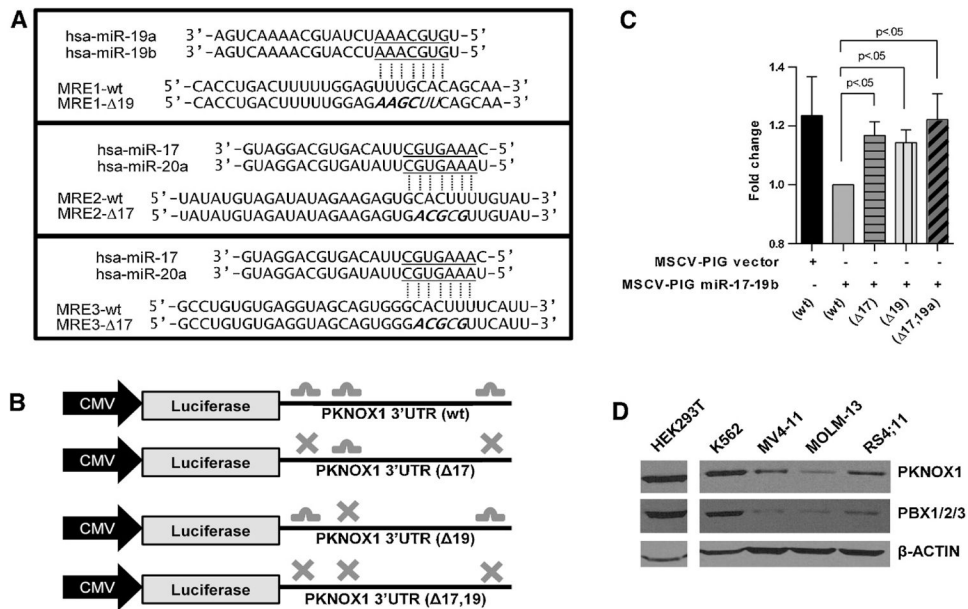 A
hsa-miR-19a 3'-AGUCAAAACGUAUCUAAACGUGU-5'
hsa-miR-19b 3'-AGUCAAAACGUACCUAAACGUGU-5'
MRE1-wt 5'-CACCUGACUUUUUGGAGUUUGCACAGCAA-3'
MRE1-Δ19 5'-CACCUGACUUUUUGGAGAAGCUUCAGCAA-3'
hsa-miR-17 3'-GUAGGACGUGACAUUCGUGAAAC-5'
hsa-miR-20a 3'-GUAGGACGUGAUAUUCGUGAAAU-5'
MRE2-wt 5'-UAUAUGUAGAUAUAGAAGAGUGCACUUUUGUAU-3'
MRE2-Δ17 5'-UAUAUGUAGAUAUAGAAGAGUGACGCGUUGUAU-3'
hsa-miR-17 3'-GUAGGACGUGACAUUCGUGAAAC-5'
hsa-miR-20a 3'-GUAGGACGUGAUAUUCGUGAAAU-5'
MRE3-wt 5'-GCCUGUGUGAGGUAGCAGUGGGCACUUUUCAUU-3'
MRE3-Δ17 5'-GCCUGUGUGAGGUAGCAGUGGGACGCGUUCAUU-3'
B
CMV Luciferase PKNOX1 3'UTR (wt)
CMV Luciferase PKNOX1 3'UTR (Δ17)
CMV Luciferase PKNOX1 3'UTR (Δ19)
CMV Luciferase PKNOX1 3'UTR (Δ17,19)
C
p<.05
p<.05
p<.05
Fold change
1.4
1.2
1.0
0.8
MSCV-PIG vector + - - - -
MSCV-PIG miR-17-19b - + + + +
(wt) (wt) (Δ17) (Δ19) (Δ17,19a)
D
HEK293T K562 MV4-11 MOLM-13 RS4;11
PKNOX1
PBX1/2/3
β-ACTIN